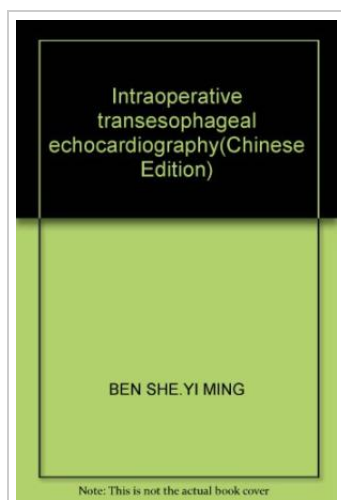 Intraoperative
transesophageal
echocardiography(Chinese
Edition)
BEN SHE.YI MING
Note: This is not the actual book cover